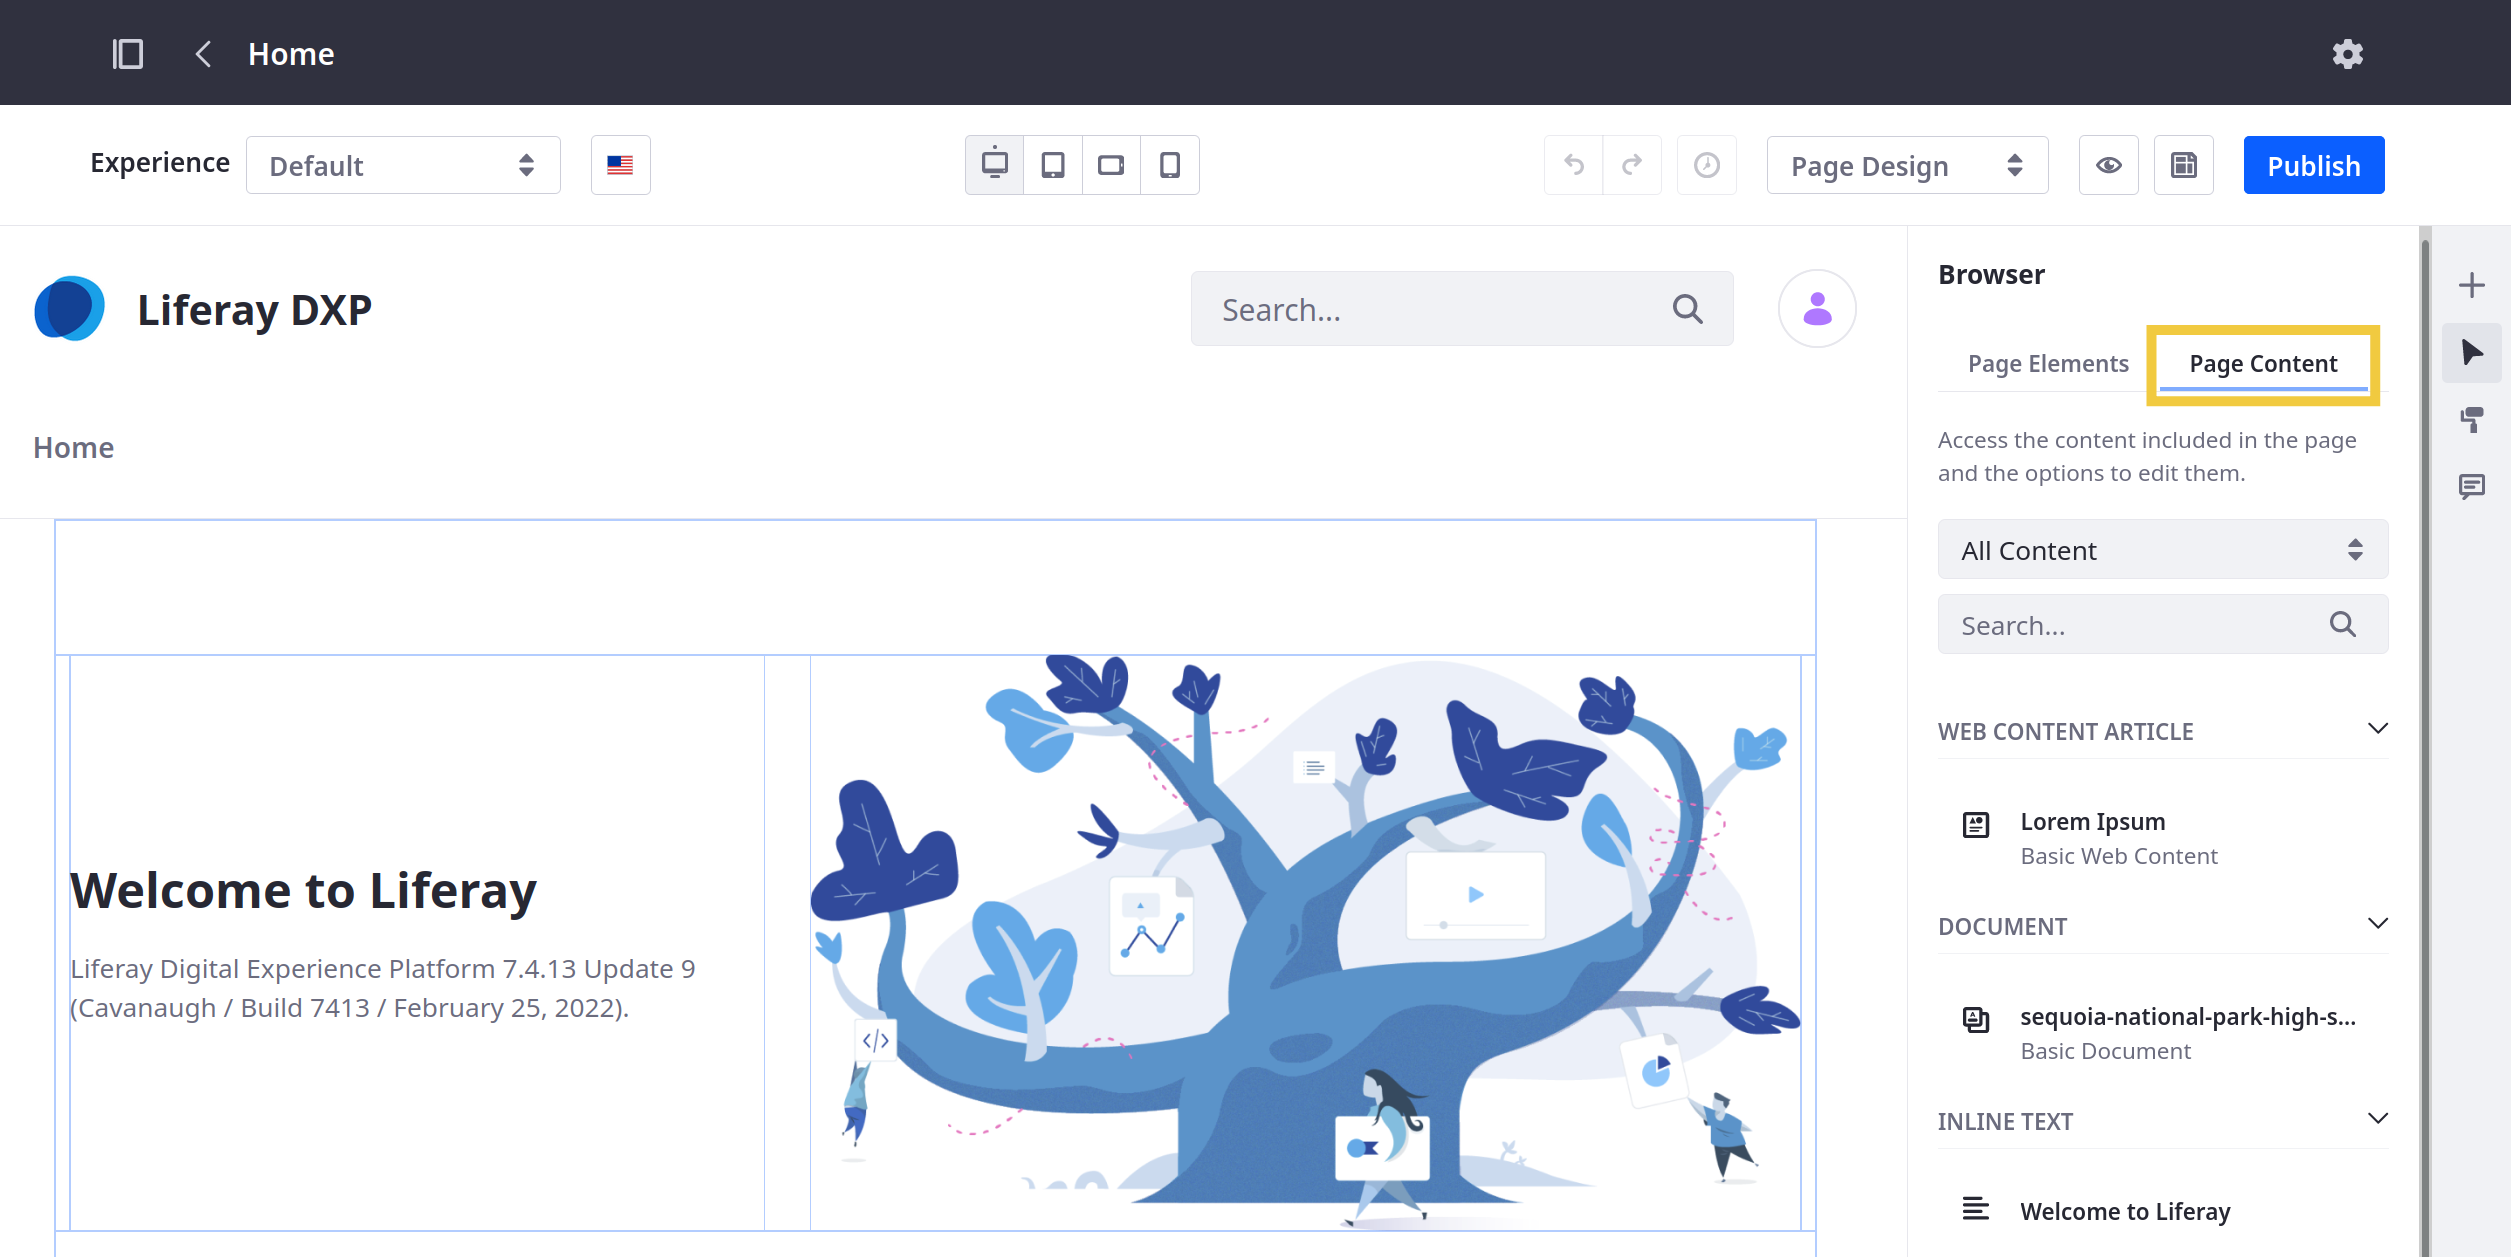 Home
Experience
Default
Page Design
Publish
Liferay DXP
Search...
Home
Welcome to Liferay
Liferay Digital Experience Platform 7.4.13 Update 9
(Cavanaugh / Build 7413 / February 25, 2022).
</>
Browser
Page Elements
Page Content
Access the content included in the page
and the options to edit them.
All Content
Search...
WEB CONTENT ARTICLE
Lorem Ipsum
Basic Web Content
DOCUMENT
sequoia-national-park-high-s...
Basic Document
INLINE TEXT
Welcome to Liferay